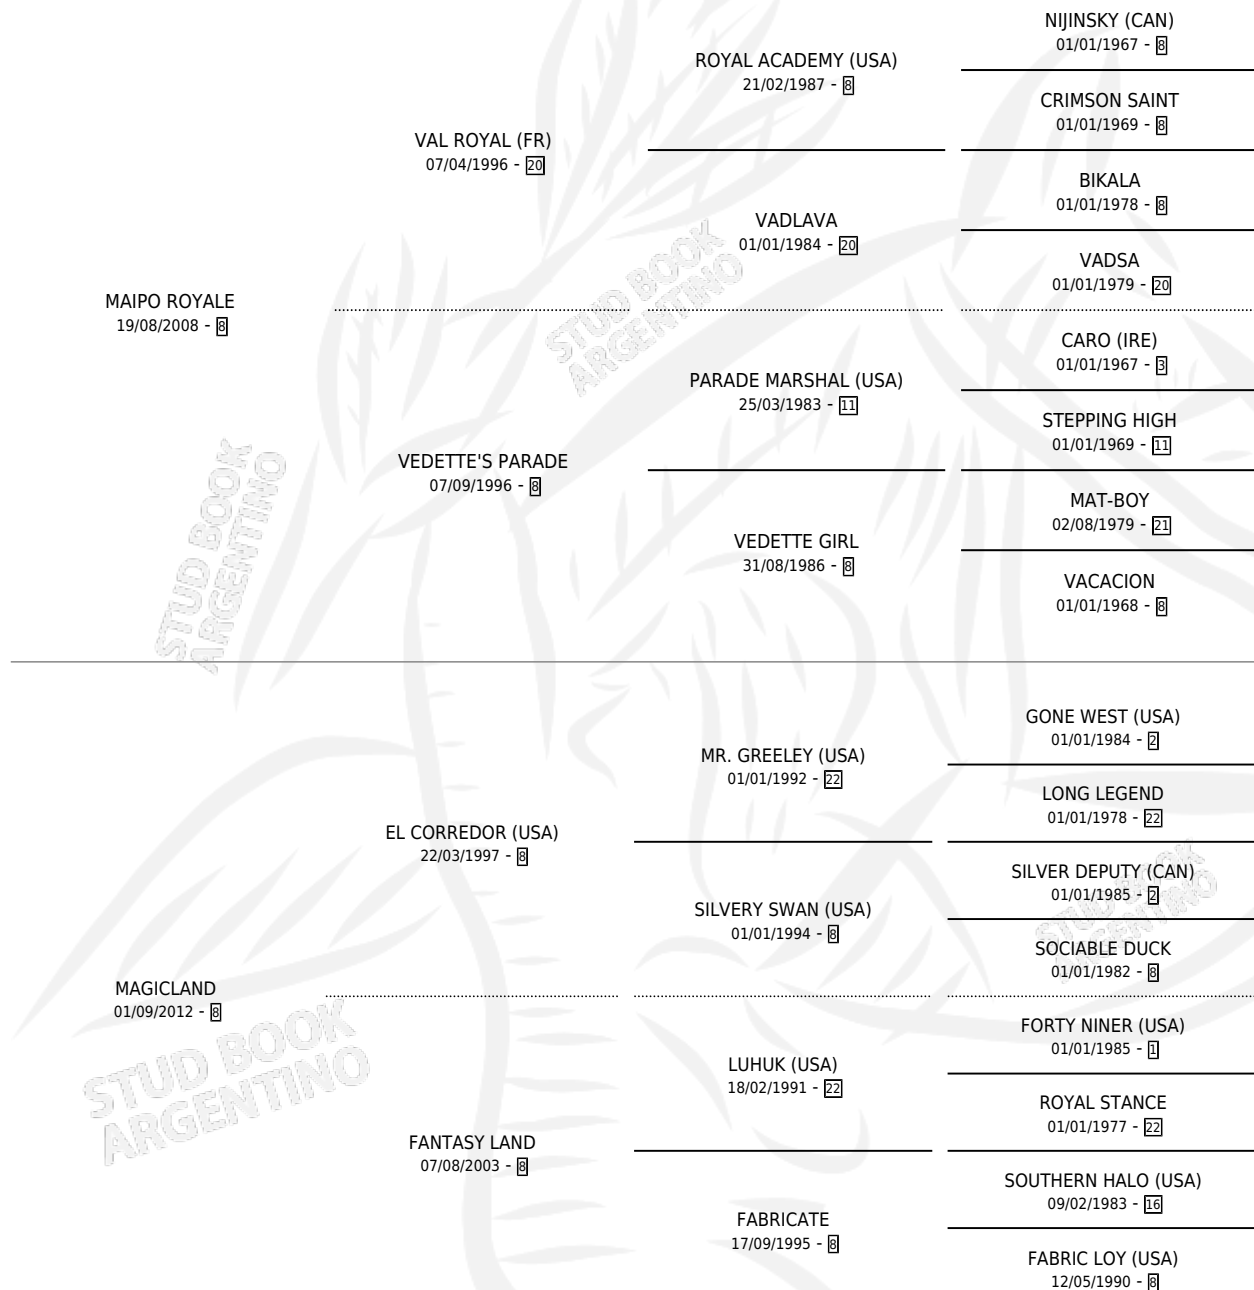 NIJINSKY (CAN)
01/01/1967 - 8
ROYAL ACADEMY (USA)
21/02/1987 - 8
CRIMSON SAINT
01/01/1969 - 8
VAL ROYAL (FR)
07/04/1996 - 20
BIKALA
01/01/1978 - 8
VADLAVA
01/01/1984 - 20
VADSA
01/01/1979 - 20
MAIPO ROYALE
19/08/2008 - 8
CARO (IRE)
01/01/1967 - 3
PARADE MARSHAL (USA)
25/03/1983 - 11
STEPPING HIGH
01/01/1969 - 11
VEDETTE'S PARADE
07/09/1996 - 8
MAT-BOY
02/08/1979 - 21
VEDETTE GIRL
31/08/1986 - 8
VACACION
01/01/1968 - 8
STUD BOOK
ARGENTINO
STUD BOOK
ARGENTINO
GONE WEST (USA)
01/01/1984 - 2
MR. GREELEY (USA)
01/01/1992 - 22
LONG LEGEND
01/01/1978 - 22
EL CORREDOR (USA)
22/03/1997 - 8
SILVER DEPUTY (CAN)
01/01/1985 - 2
SILVERY SWAN (USA)
01/01/1994 - 8
SOCIABLE DUCK
01/01/1982 - 8
MAGICLAND
01/09/2012 - 8
FORTY NINER (USA)
01/01/1985 - 1
LUHUK (USA)
18/02/1991 - 22
ROYAL STANCE
01/01/1977 - 22
FANTASY LAND
07/08/2003 - 8
SOUTHERN HALO (USA)
09/02/1983 - 16
FABRICATE
17/09/1995 - 8
FABRIC LOY (USA)
12/05/1990 - 8
STUD BOOK
ARGENTINO
STUD BOOK
ARGENTINO